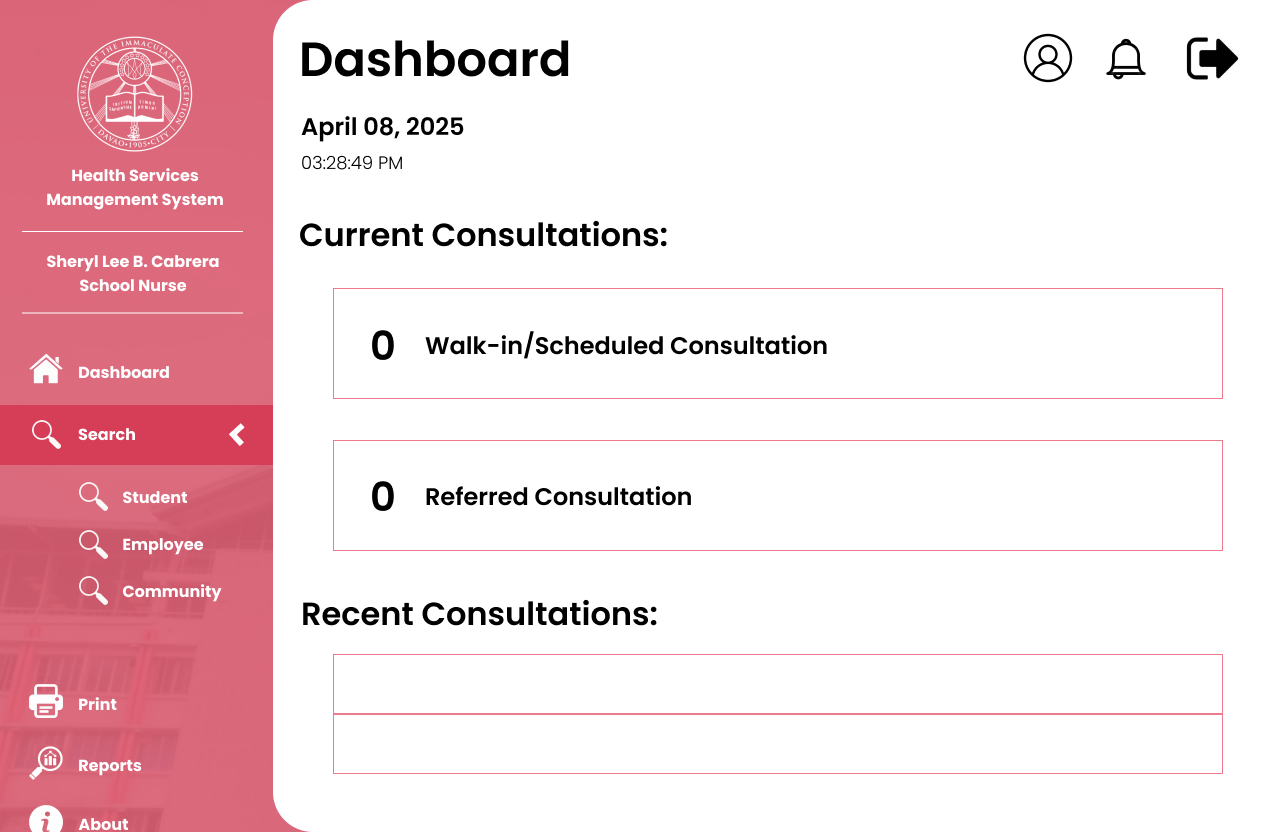 UNIVERSITY OF THE IMMACULATE CONCEPTION
DAVAO • 1905 • CITY
Health Services
Management System
Sheryl Lee B. Cabrera
School Nurse
Dashboard
Search
Student
Employee
Community
Print
Reports
About
Dashboard
April 08, 2025
03:28:49 PM
Current Consultations:
0 Walk-in/Scheduled Consultation
0 Referred Consultation
Recent Consultations: